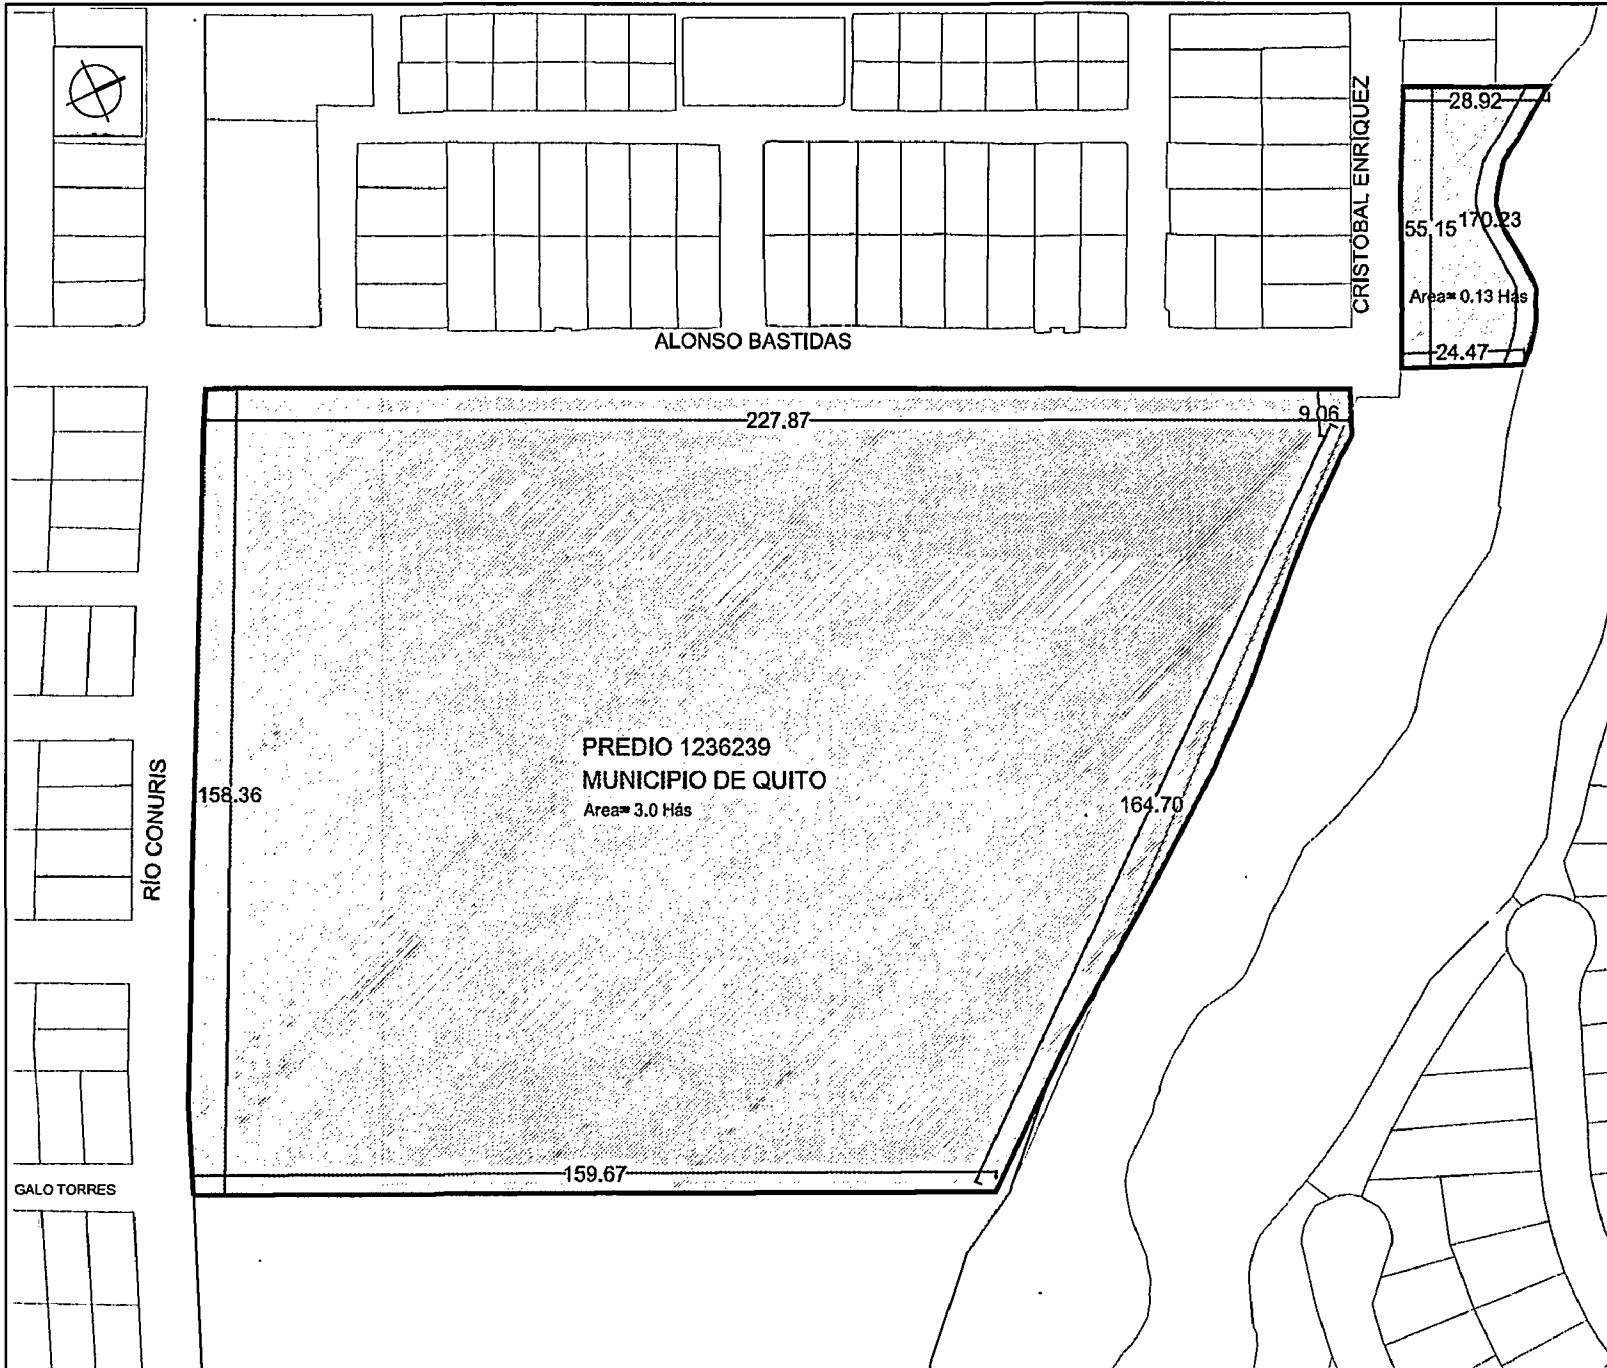 28.92
CRISTÓBAL ENRÍQUEZ
55.15
170.23
Area= 0.13 Hás
24.47
ALONSO BASTIDAS
227.87
9.06
PREDIO 1236239
MUNICIPIO DE QUITO
Area= 3.0 Hás
158.36
RÍO CONURIS
164.70
159.67
GALO TORRES